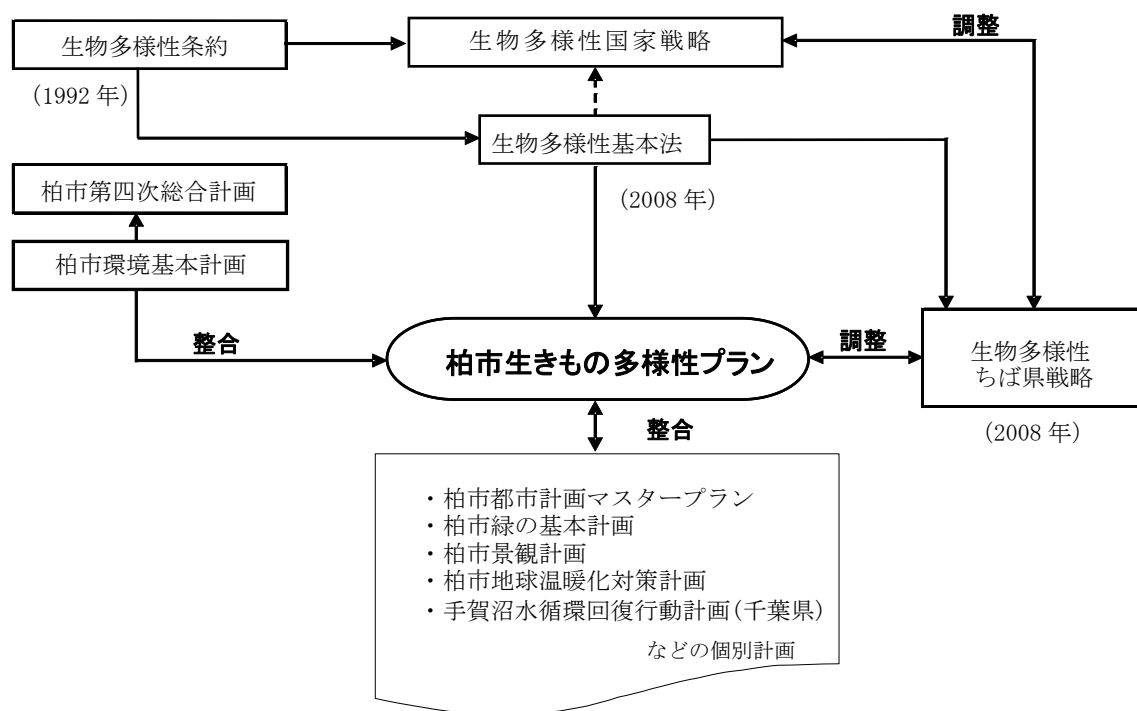 生物多様性条約
生物多様性国家戦略
調整
（1992 年）
生物多様性基本法
（2008 年）
柏市第四次総合計画
柏市環境基本計画
整合
柏市生きもの多様性プラン
調整
生物多様性
ちば県戦略
（2008 年）
整合
・柏市都市計画マスタープラン
・柏市緑の基本計画
・柏市景観計画
・柏市地球温暖化対策計画
・手賀沼水循環回復行動計画(千葉県)
などの個別計画